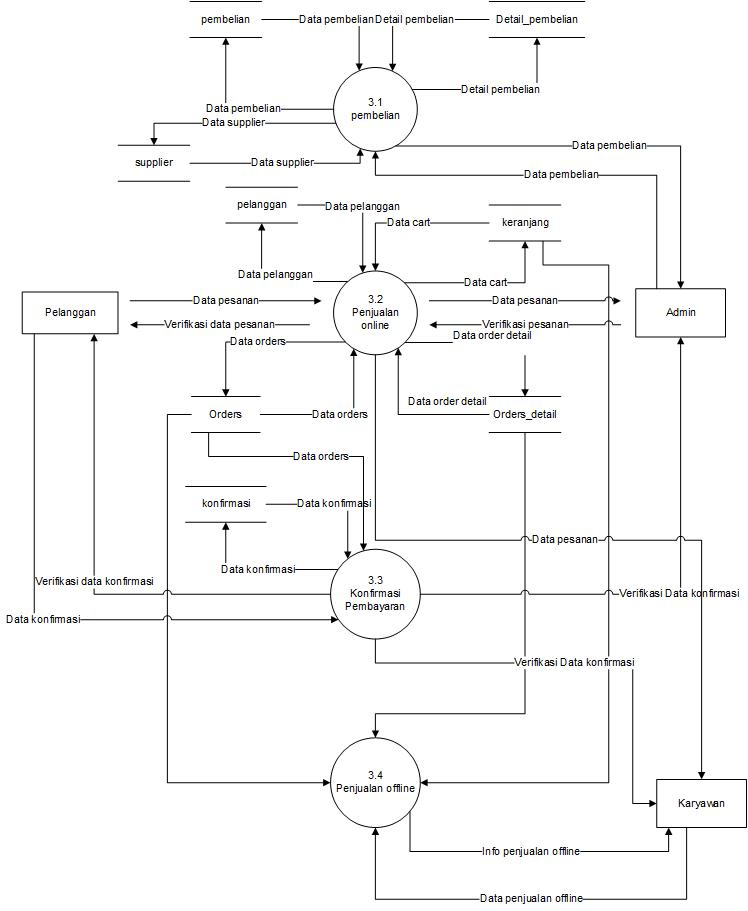 pembelian
Data pembelian
Detail pembelian
Detail_pembelian
3.1
pembelian
Detail pembelian
Data pembelian
Data supplier
Data pembelian
supplier
Data supplier
Data pembelian
pelanggan
Data pelanggan
Data cart
keranjang
Data pelanggan
Data cart
Pelanggan
Data pesanan
3.2
Penjualan
online
Data pesanan
Admin
Verifikasi data pesanan
Verifikasi pesanan
Data orders
Data order detail
Data order detail
Orders
Data orders
Orders_detail
Data orders
konfirmasi
Data konfirmasi
Data pesanan
Data konfirmasi
3.3
Konfirmasi
Pembayaran
Verifikasi data konfirmasi
Verifikasi Data konfirmasi
Data konfirmasi
Verifikasi Data konfirmasi
3.4
Penjualan offline
Karyawan
Info penjualan offline
Data penjualan offline